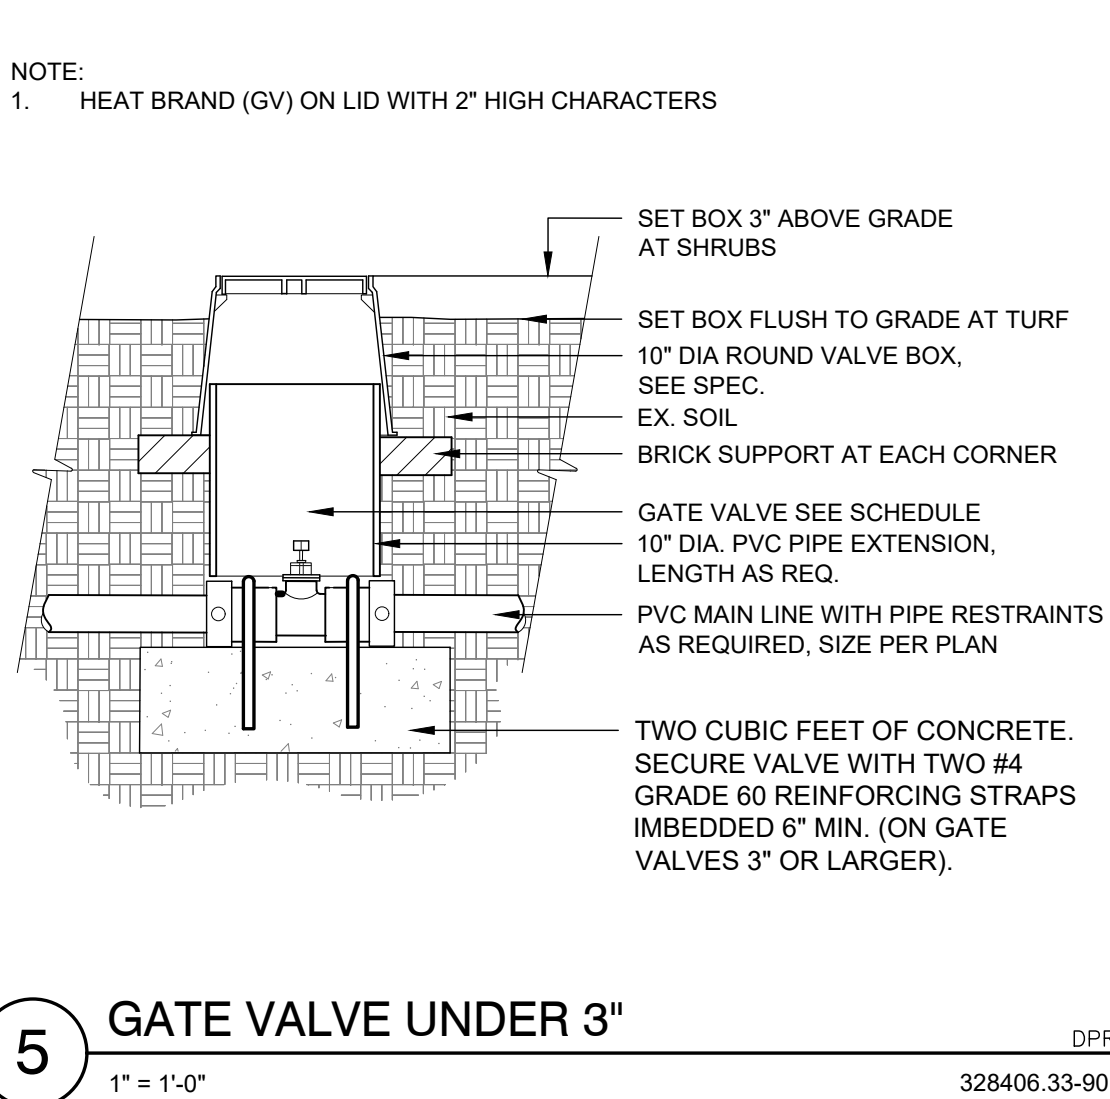 NOTE:
1. HEAT BRAND (GV) ON LID WITH 2" HIGH CHARACTERS
SET BOX 3" ABOVE GRADE
AT SHRUBS
SET BOX FLUSH TO GRADE AT TURF
10" DIA ROUND VALVE BOX,
SEE SPEC.
EX. SOIL
BRICK SUPPORT AT EACH CORNER
GATE VALVE SEE SCHEDULE
10" DIA. PVC PIPE EXTENSION,
LENGTH AS REQ.
PVC MAIN LINE WITH PIPE RESTRAINTS
AS REQUIRED, SIZE PER PLAN
TWO CUBIC FEET OF CONCRETE.
SECURE VALVE WITH TWO #4
GRADE 60 REINFORCING STRAPS
IMBEDDED 6" MIN. (ON GATE
VALVES 3" OR LARGER).
5
GATE VALVE UNDER 3"
DPR
1" = 1'-0"
328406.33-90